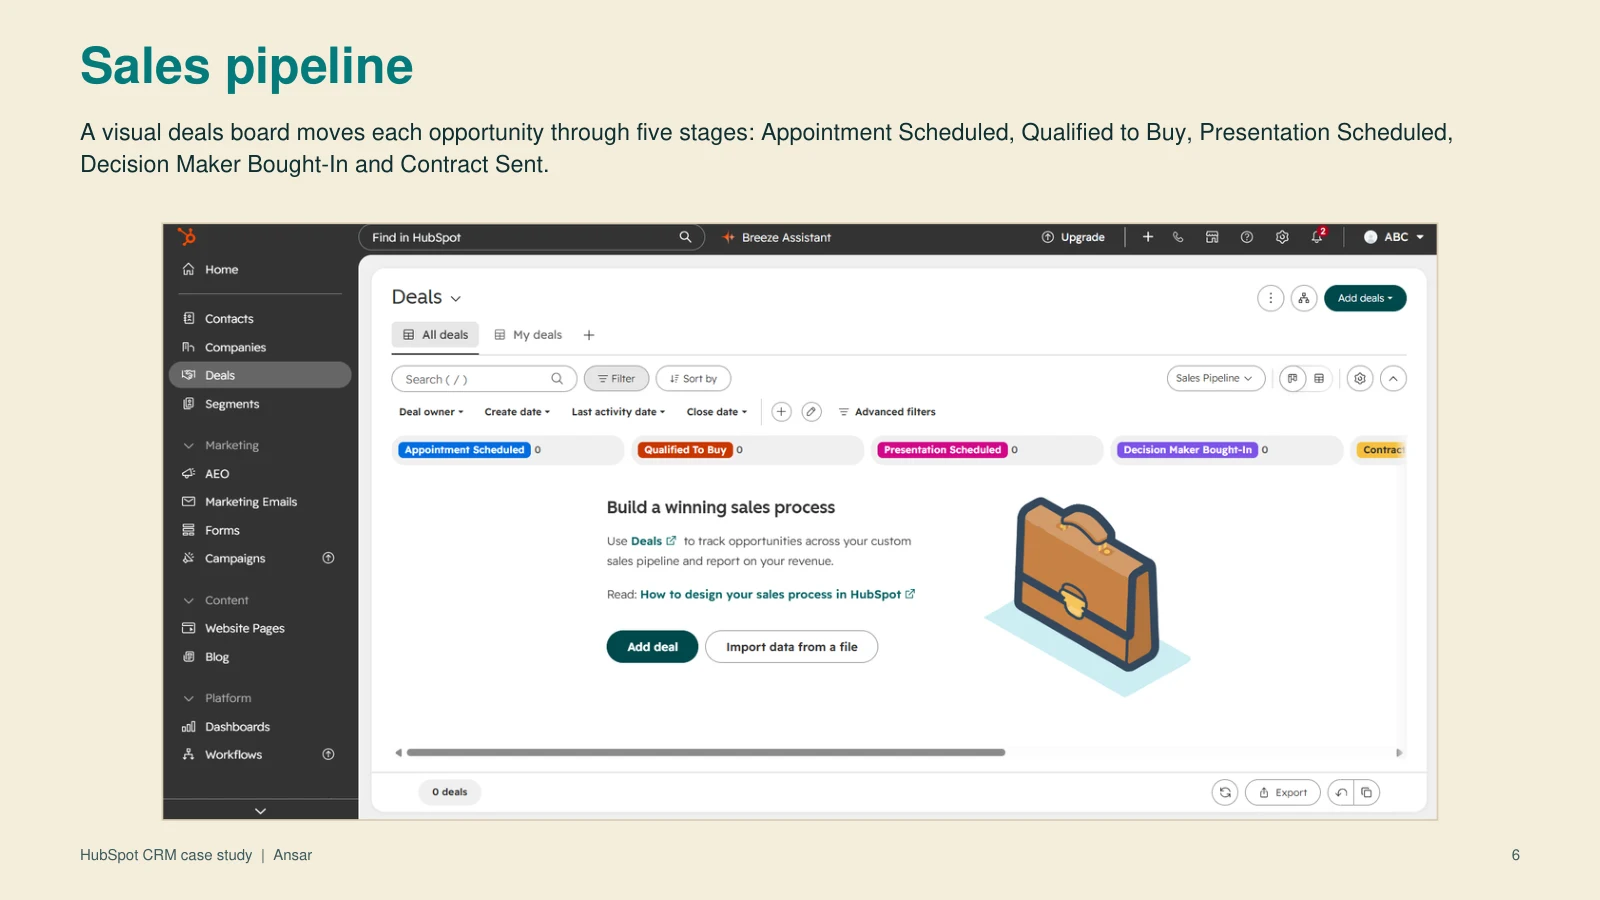 Sales pipeline
A visual deals board moves each opportunity through five stages: Appointment Scheduled, Qualified to Buy, Presentation Scheduled,
Decision Maker Bought-In and Contract Sent.
Find in HubSpot
Breeze Assistant
Upgrade
2
ABC
Home
Contacts
Companies
Deals
Segments
Marketing
AEO
Marketing Emails
Forms
Campaigns
Content
Website Pages
Blog
Platform
Dashboards
Workflows
Deals
Add deals
All deals
My deals
Search ( / )
Filter
Sort by
Sales Pipeline
Deal owner
Create date
Last activity date
Close date
Advanced filters
Appointment Scheduled 0
Qualified To Buy 0
Presentation Scheduled 0
Decision Maker Bought-In 0
Contrac
Build a winning sales process
Use Deals to track opportunities across your custom
sales pipeline and report on your revenue.
Read: How to design your sales process in HubSpot
Add deal
Import data from a file
0 deals
Export
HubSpot CRM case study | Ansar
6